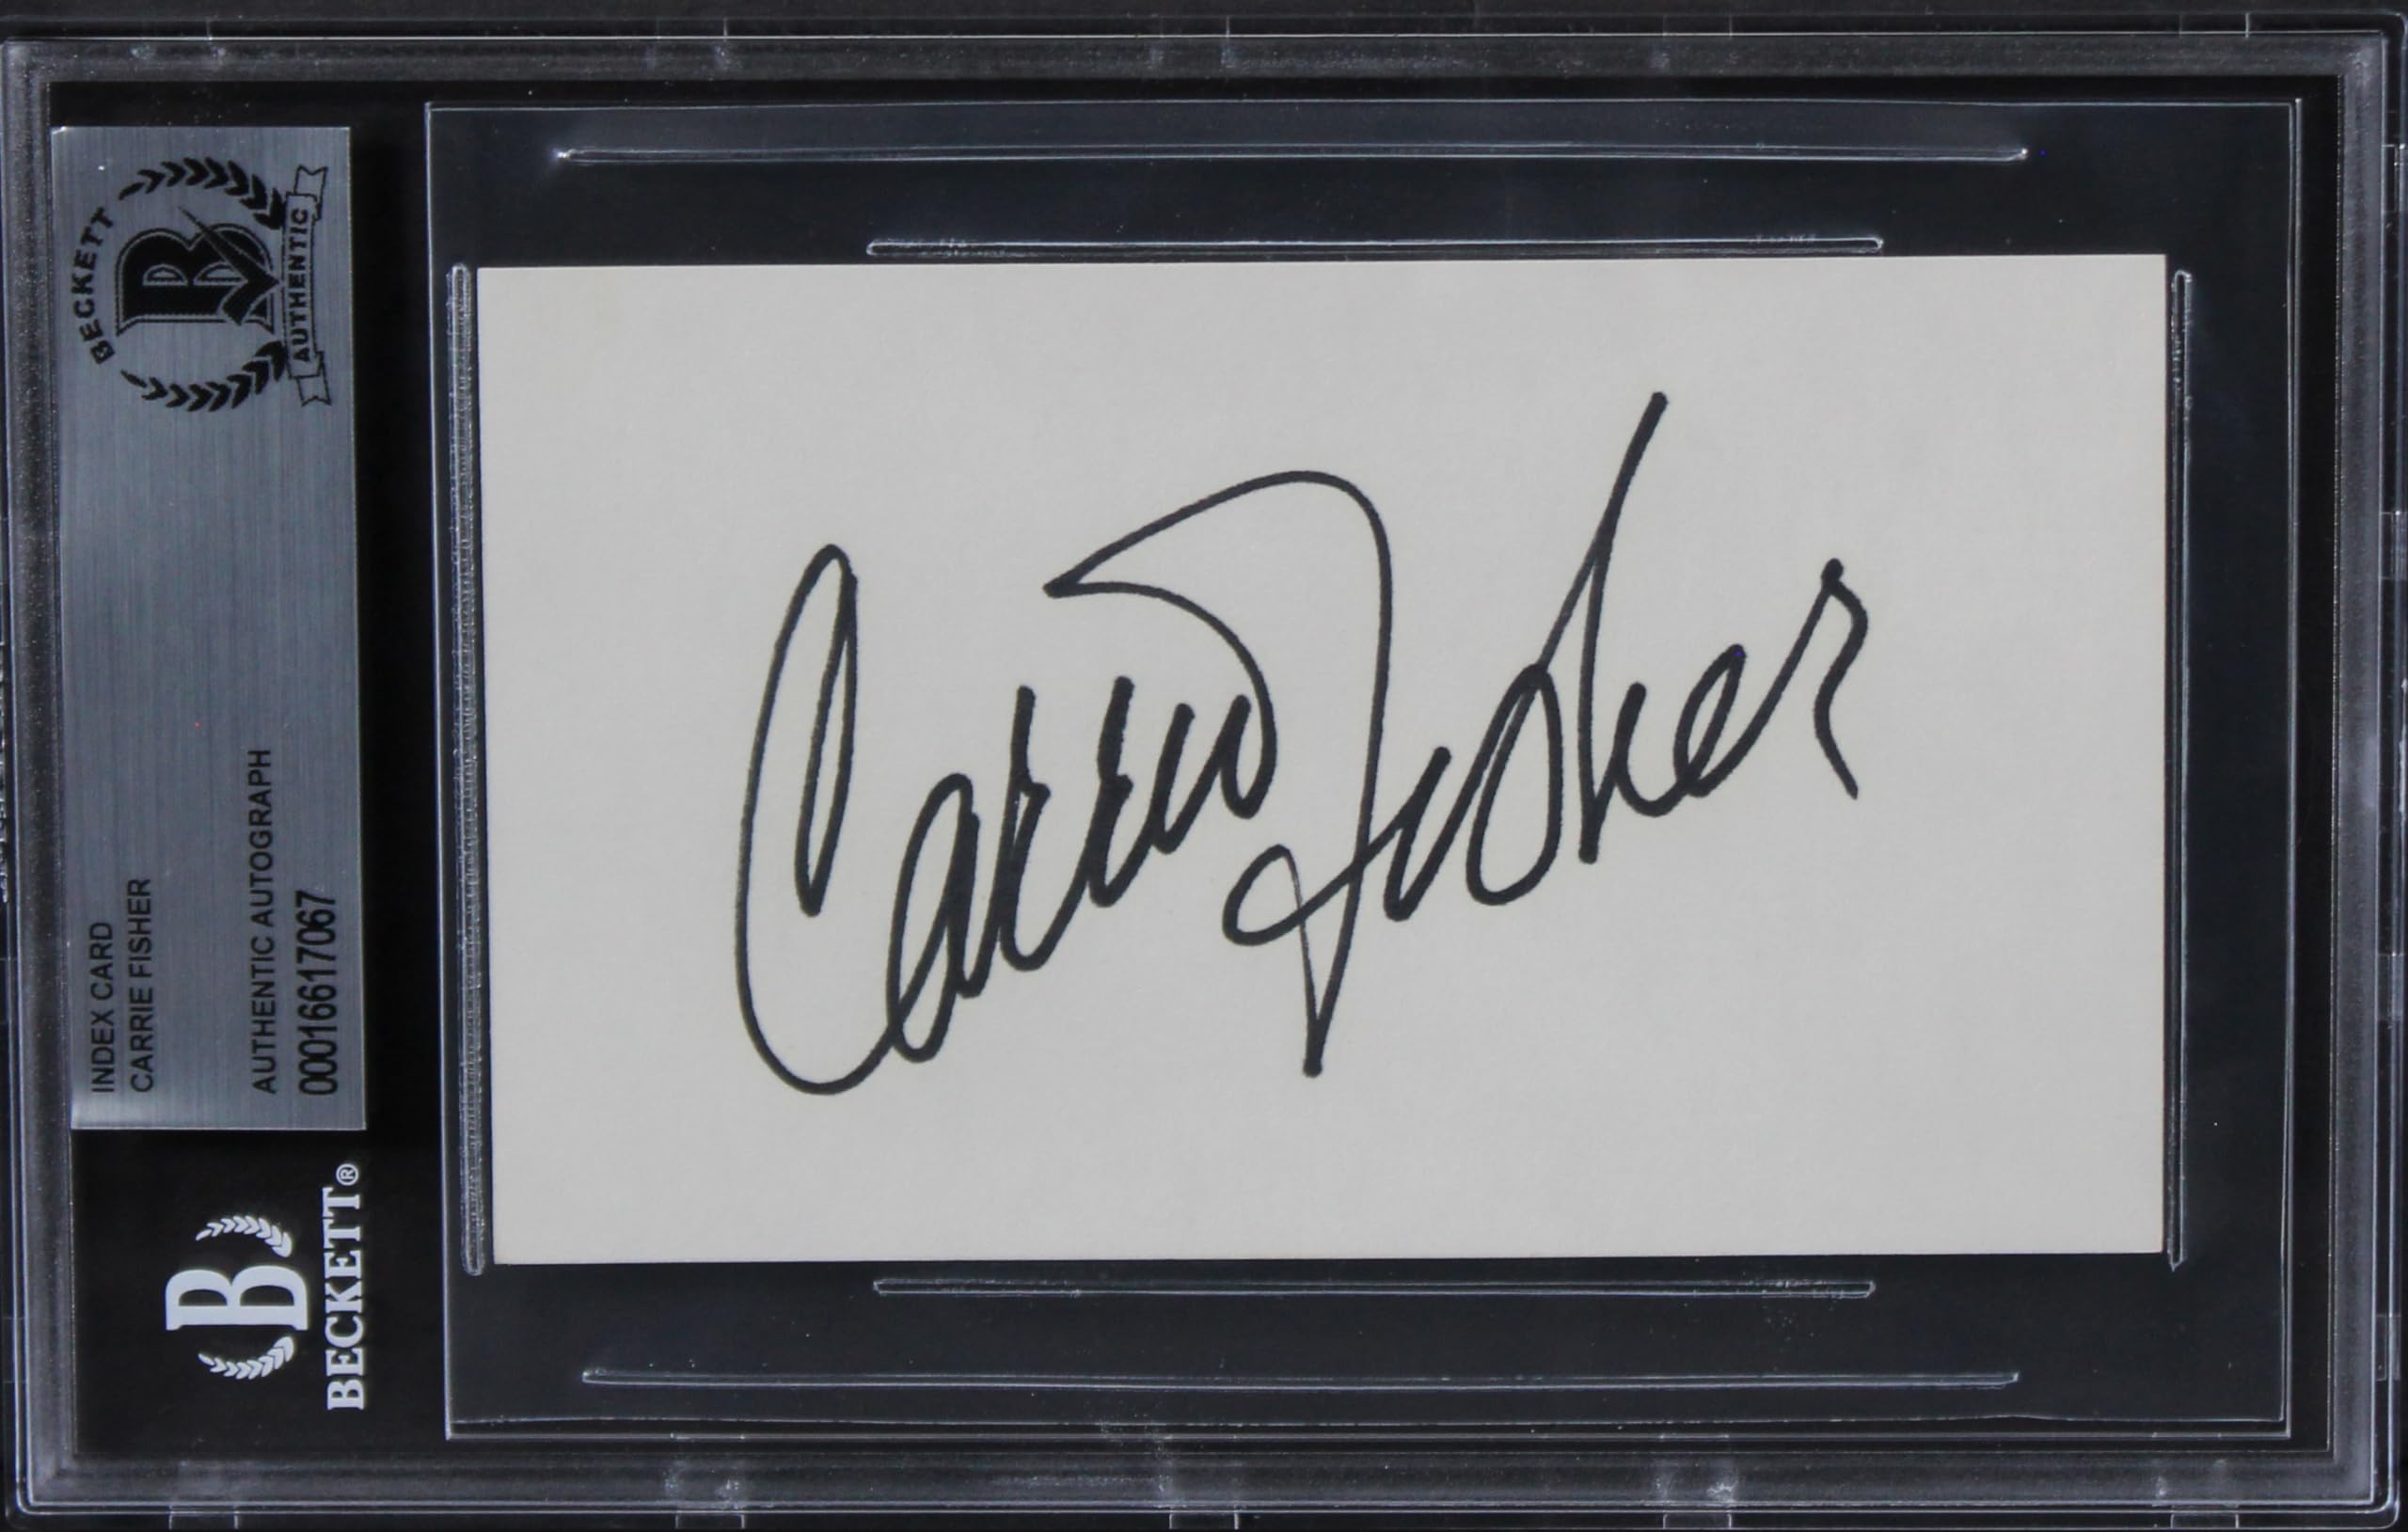 BECKETT
B
AUTHENTIC
INDEX CARD
CARRIE FISHER
AUTHENTIC AUTOGRAPH
00016617067
B
BECKETT®
Carrie Fisher